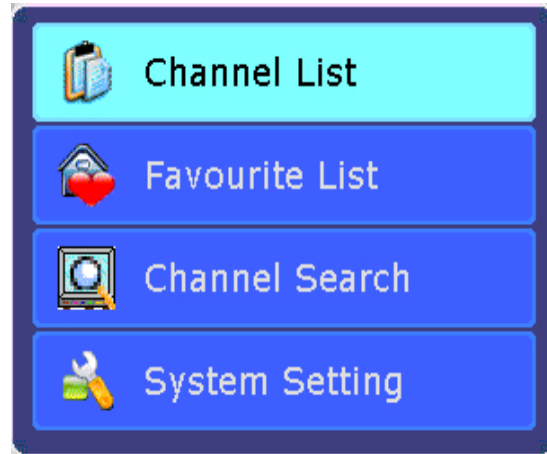 Channel List
Favourite List
Channel Search
System Setting